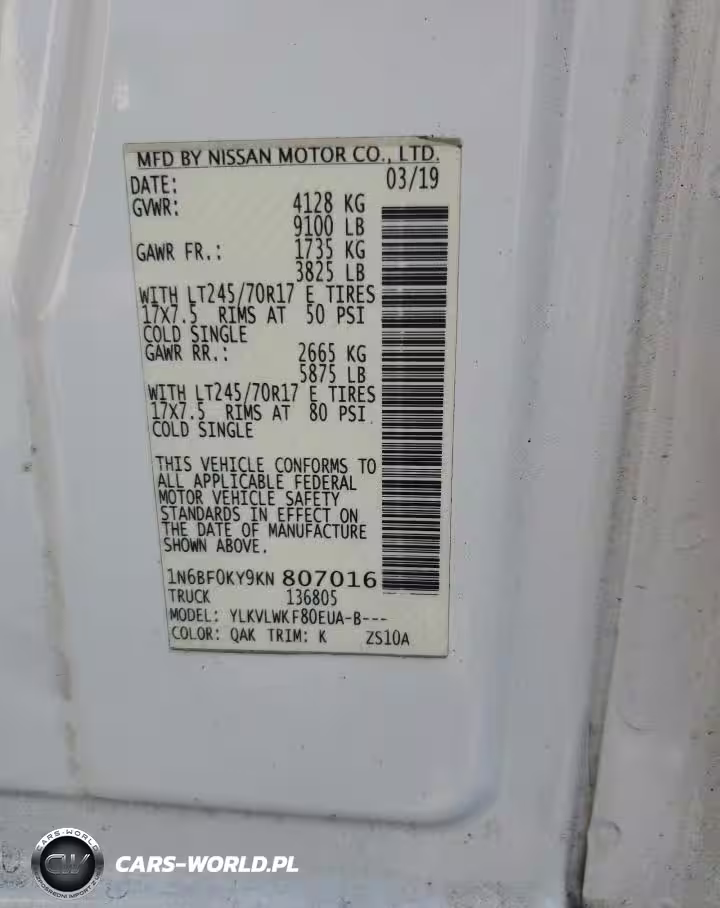 MFD BY NISSAN MOTOR CO., LTD.
DATE: 03/19
GVWR: 4128 KG
9100 LB
GAWR FR.: 1735 KG
3825 LB
WITH LT245/70R17 E TIRES
17X7.5 RIMS AT 50 PSI
COLD SINGLE
GAWR RR.: 2665 KG
5875 LB
WITH LT245/70R17 E TIRES
17X7.5 RIMS AT 80 PSI
COLD SINGLE
THIS VEHICLE CONFORMS TO
ALL APPLICABLE FEDERAL
MOTOR VEHICLE SAFETY
STANDARDS IN EFFECT ON
THE DATE OF MANUFACTURE
SHOWN ABOVE.
1N6BF0KY9KN 807016
TRUCK 136805
MODEL: YLKVLWKF80EUA-B---
COLOR: QAK TRIM: K ZS10A
CARS-WORLD
CW
CARS-WORLD.PL